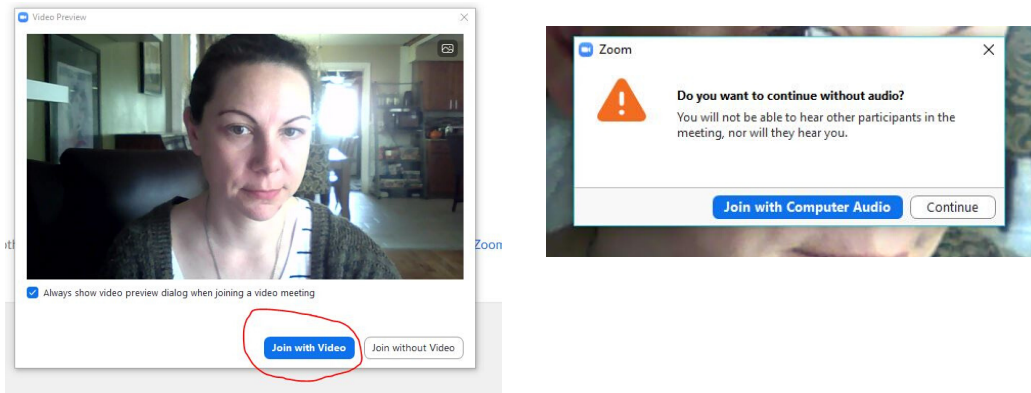 Video Preview
Zoon
Always show video preview dialog when joining a video meeting
Join with Video
Join without Video
Zoom
Do you want to continue without audio?
You will not be able to hear other participants in the
meeting, nor will they hear you.
Join with Computer Audio
Continue